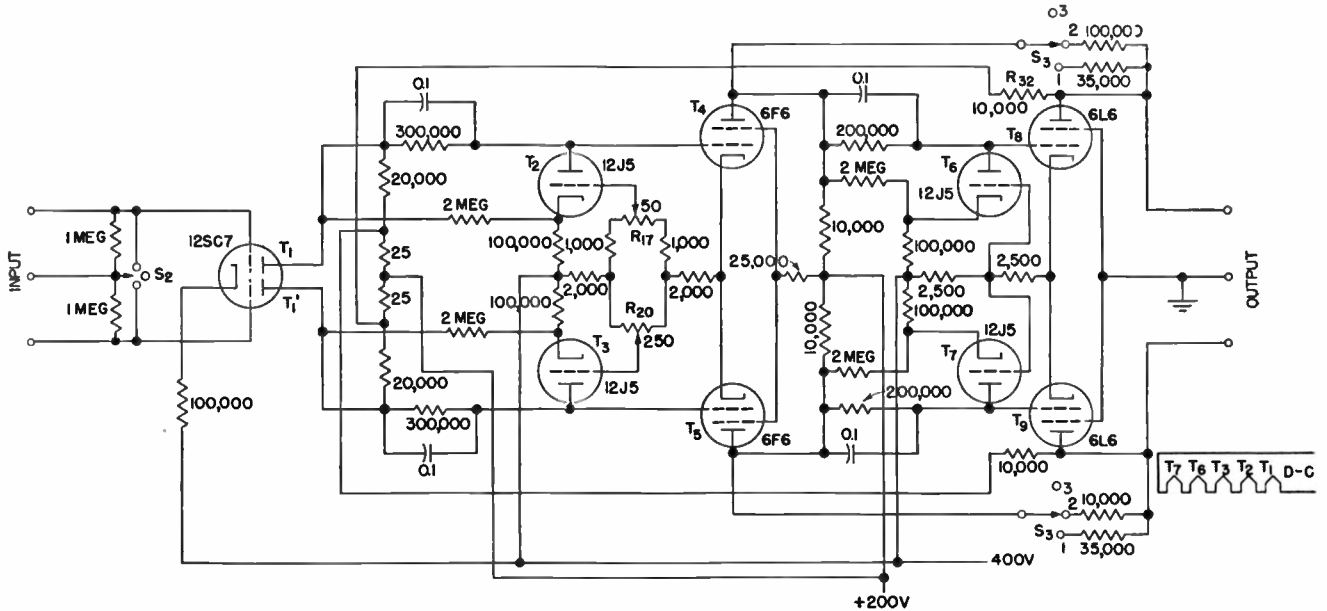 3
2 100,000
S3
1
35,000
0.1
300,000
T4
6F6
0.1
R32
10,000
T8
6L6
200,000
T2
12J5
2 MEG
T6
12J5
20,000
2 MEG
50
R17
10,000
INPUT
1 MEG
1 MEG
S2
12SC7
T1
T1'
25
25
100,000
1,000
1,000
2,000
2,000
25,000
100,000
2,500
2,500
100,000
OUTPUT
100,000
R20
250
2 MEG
T3
12J5
10,000
2 MEG
T7
12J5
20,000
200,000
100,000
300,000
0.1
T5
6F6
0.1
T9
6L6
10,000
T7 T6 T3 T2 T1 D-C
3
2 10,000
S3
1
35,000
400V
+200V